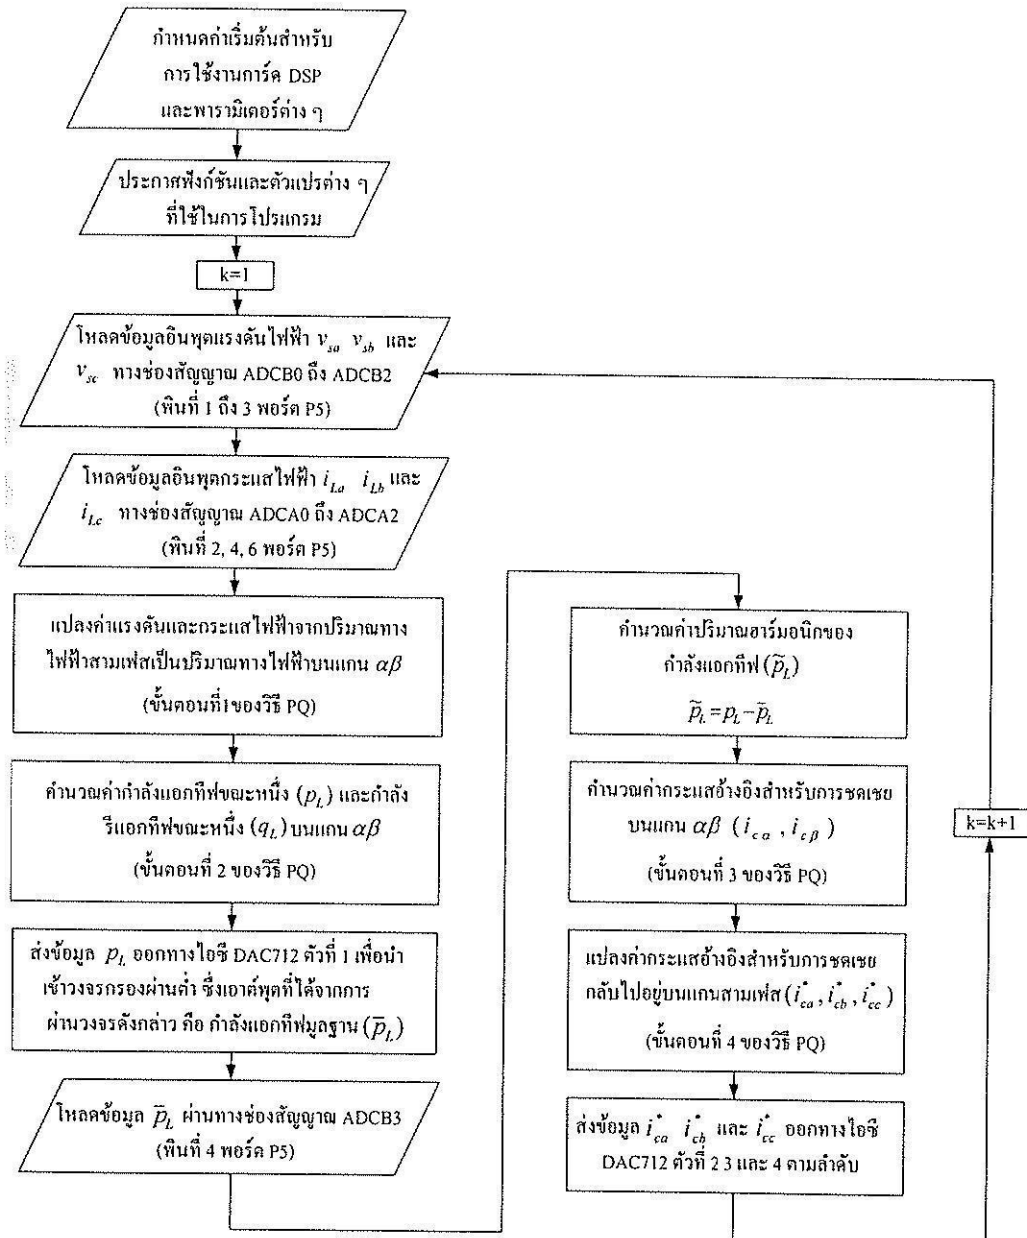 กำหนดค่าเริ่มต้นสำหรับ
การใช้งานการ์ด DSP
และพารามิเตอร์ต่าง ๆ
ประกาศฟังก์ชันและตัวแปรต่าง ๆ
ที่ใช้ในการโปรแกรม
k=1
โหลดข้อมูลอินพุตแรงดันไฟฟ้า v_sa v_sb และ
v_sc ทางช่องสัญญาณ ADCB0 ถึง ADCB2
(พินที่ 1 ถึง 3 พอร์ต P5)
โหลดข้อมูลอินพุตกระแสไฟฟ้า i_La i_Lb และ
i_Lc ทางช่องสัญญาณ ADCA0 ถึง ADCA2
(พินที่ 2, 4, 6 พอร์ต P5)
แปลงค่าแรงดันและกระแสไฟฟ้าจากปริมาณทาง
ไฟฟ้าสามเฟสเป็นปริมาณทางไฟฟ้าบนแกน αβ
(ขั้นตอนที่1ของวิธี PQ)
คำนวณค่ากำลังแอกทีฟขณะหนึ่ง (p_L) และกำลัง
รีแอกทีฟขณะหนึ่ง (q_L) บนแกน αβ
(ขั้นตอนที่ 2 ของวิธี PQ)
ส่งข้อมูล p_L ออกทางไอซี DAC712 ตัวที่ 1 เพื่อนำ
เข้าวงจรกรองผ่านต่ำ ซึ่งเอาต์พุตที่ได้จากการ
ผ่านวงจรดังกล่าว คือ กำลังแอกทีฟมูลฐาน (p̄_L)
โหลดข้อมูล p̄_L ผ่านทางช่องสัญญาณ ADCB3
(พินที่ 4 พอร์ต P5)
คำนวณค่าปริมาณฮาร์มอนิกของ
กำลังแอกทีฟ (p̃_L)
p̃_L = p_L − p̄_L
คำนวณค่ากระแสอ้างอิงสำหรับการชดเชย
บนแกน αβ (i_cα , i_cβ)
(ขั้นตอนที่ 3 ของวิธี PQ)
แปลงค่ากระแสอ้างอิงสำหรับการชดเชย
กลับไปอยู่บนแกนสามเฟส (i*_ca, i*_cb, i*_cc)
(ขั้นตอนที่ 4 ของวิธี PQ)
ส่งข้อมูล i*_ca i*_cb และ i*_cc ออกทางไอซี
DAC712 ตัวที่ 2 3 และ 4 ตามลำดับ
k=k+1